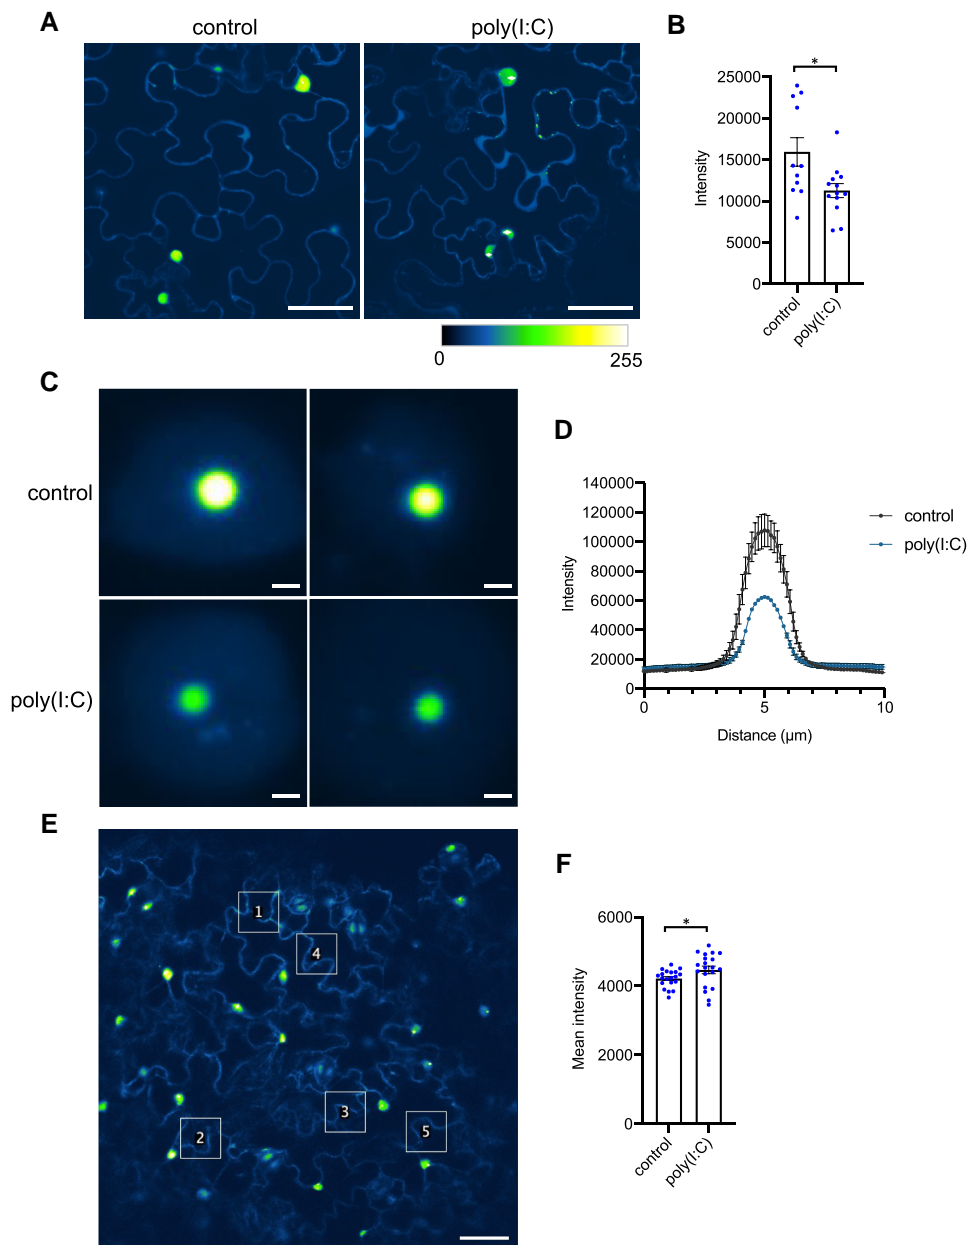 A
control
poly(I:C)
0
255
B
25000
20000
15000
10000
5000
0
Intensity
*
control
poly(I:C)
C
control
poly(I:C)
D
140000
120000
100000
80000
60000
40000
20000
0
Intensity
0
5
10
Distance (µm)
control
poly(I:C)
E
1
4
3
2
5
F
6000
4000
2000
0
Mean intensity
*
control
poly(I:C)